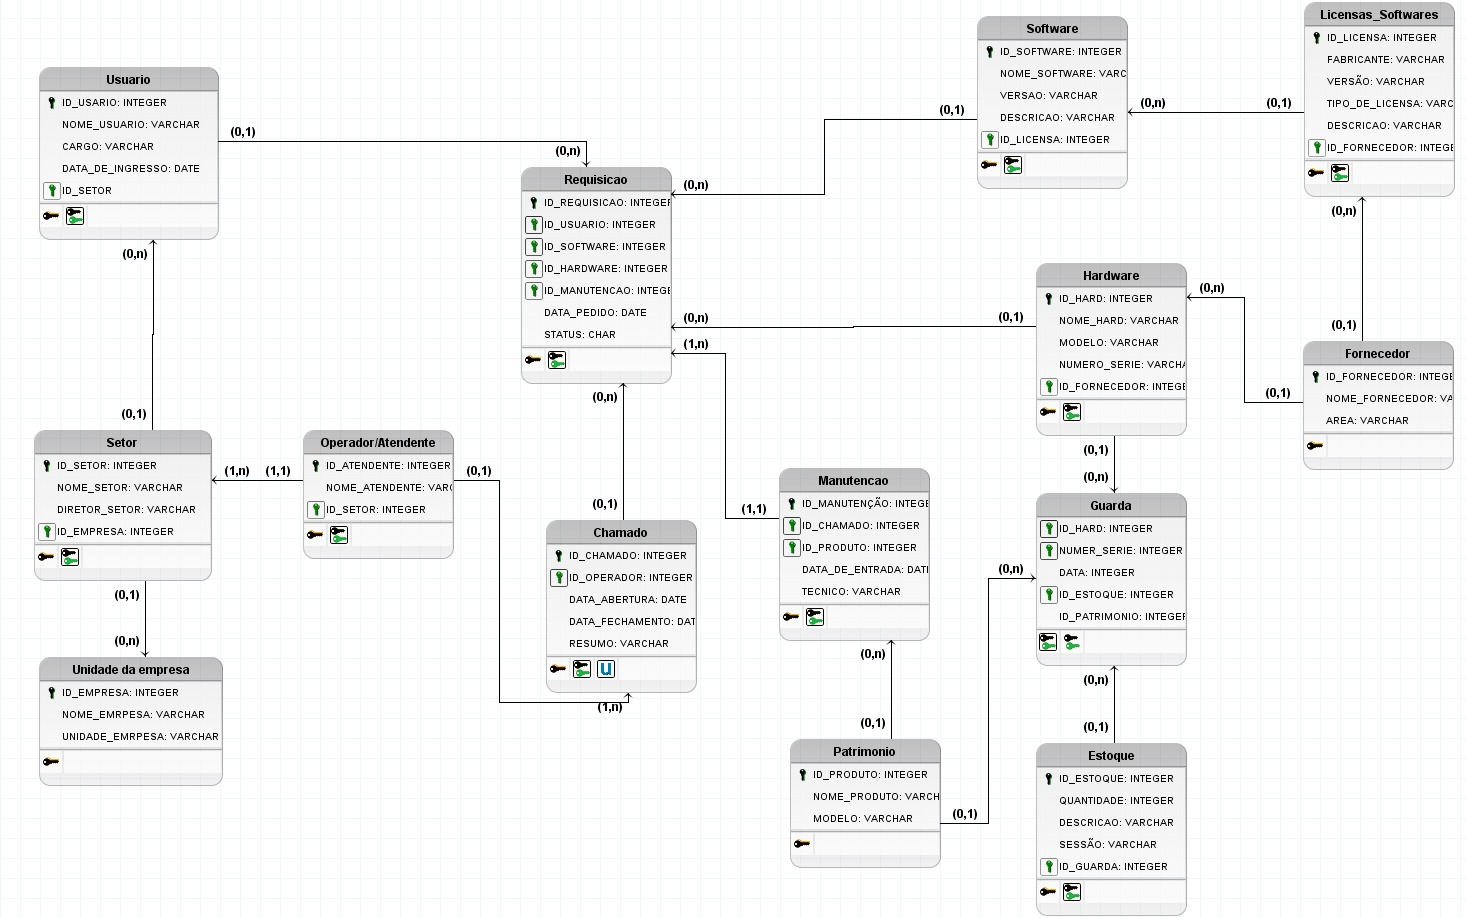 Usuario
ID_USARIO: INTEGER
NOME_USUARIO: VARCHAR
CARGO: VARCHAR
DATA_DE_INGRESSO: DATE
ID_SETOR
(0,1)
(0,n)
(0,n)
(0,1)
Requisicao
ID_REQUISICAO: INTEGER
ID_USUARIO: INTEGER
ID_SOFTWARE: INTEGER
ID_HARDWARE: INTEGER
ID_MANUTENCAO: INTEGE
DATA_PEDIDO: DATE
STATUS: CHAR
(0,n)
(0,1)
Software
ID_SOFTWARE: INTEGER
NOME_SOFTWARE: VARC
VERSAO: VARCHAR
DESCRICAO: VARCHAR
ID_LICENSA: INTEGER
(0,n)
(0,1)
Licensas_Softwares
ID_LICENSA: INTEGER
FABRICANTE: VARCHAR
VERSÃO: VARCHAR
TIPO_DE_LICENSA: VARC
DESCRICAO: VARCHAR
ID_FORNECEDOR: INTEGE
(0,n)
(0,1)
Hardware
ID_HARD: INTEGER
NOME_HARD: VARCHAR
MODELO: VARCHAR
NUMERO_SERIE: VARCHA
ID_FORNECEDOR: INTEGE
(0,n)
(0,1)
(0,n)
(0,1)
Fornecedor
ID_FORNECEDOR: INTEGE
NOME_FORNECEDOR: VA
AREA: VARCHAR
(1,n)
(1,1)
(0,n)
(0,1)
Setor
ID_SETOR: INTEGER
NOME_SETOR: VARCHAR
DIRETOR_SETOR: VARCHAR
ID_EMPRESA: INTEGER
(1,n)
(1,1)
Operador/Atendente
ID_ATENDENTE: INTEGER
NOME_ATENDENTE: VARC
ID_SETOR: INTEGER
(0,1)
(1,n)
Chamado
ID_CHAMADO: INTEGER
ID_OPERADOR: INTEGER
DATA_ABERTURA: DATE
DATA_FECHAMENTO: DAT
RESUMO: VARCHAR
u
Manutencao
ID_MANUTENÇÃO: INTEGE
ID_CHAMADO: INTEGER
ID_PRODUTO: INTEGER
DATA_DE_ENTRADA: DATI
TECNICO: VARCHAR
(0,1)
(0,n)
Guarda
ID_HARD: INTEGER
NUMER_SERIE: INTEGER
DATA: INTEGER
ID_ESTOQUE: INTEGER
ID_PATRIMONIO: INTEGER
(0,1)
(0,n)
Unidade da empresa
ID_EMPRESA: INTEGER
NOME_EMRPESA: VARCHAR
UNIDADE_EMRPESA: VARCHAR
(0,n)
(0,1)
Patrimonio
ID_PRODUTO: INTEGER
NOME_PRODUTO: VARCH
MODELO: VARCHAR
(0,1)
(0,n)
(0,n)
(0,1)
Estoque
ID_ESTOQUE: INTEGER
QUANTIDADE: INTEGER
DESCRICAO: VARCHAR
SESSÃO: VARCHAR
ID_GUARDA: INTEGER